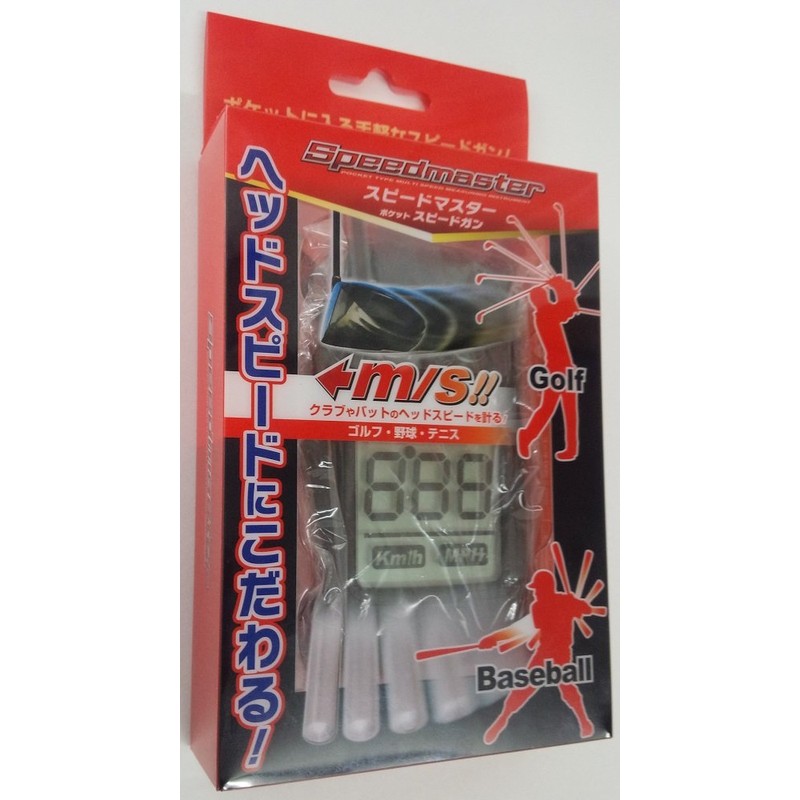 ポケットに入る手軽なスピードガン!
Speedmaster
POCKET TYPE MULTI SPEED MEASURING INSTRUMENT
スピードマスター
ポケット スピードガン
ヘッドスピードにこだわる!
Golf
m/s!!
クラブやバットのヘッドスピードを計る
ゴルフ・野球・テニス
688
Km/h MPH
Baseball
Speedmaster